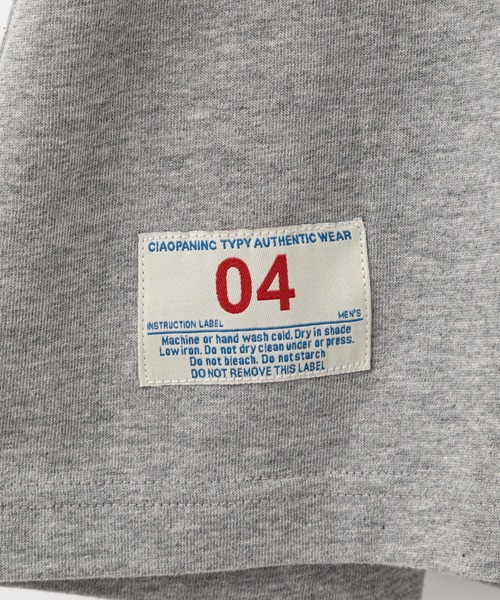 CIAOPANINC TYPY AUTHENTIC WEAR
04
INSTRUCTION LABEL MEN'S
Machine or hand wash cold. Dry in shade
Low iron. Do not dry clean under or press.
Do not bleach. Do not starch
DO NOT REMOVE THIS LABEL